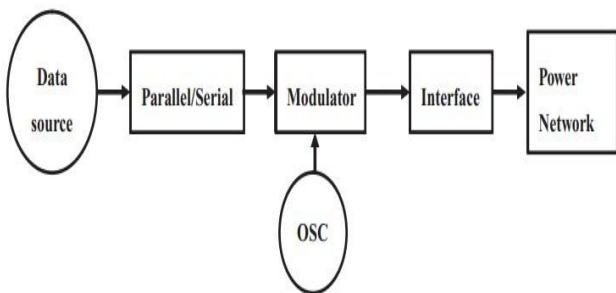 Data
source
Parallel/Serial
Modulator
Interface
Power
Network
OSC